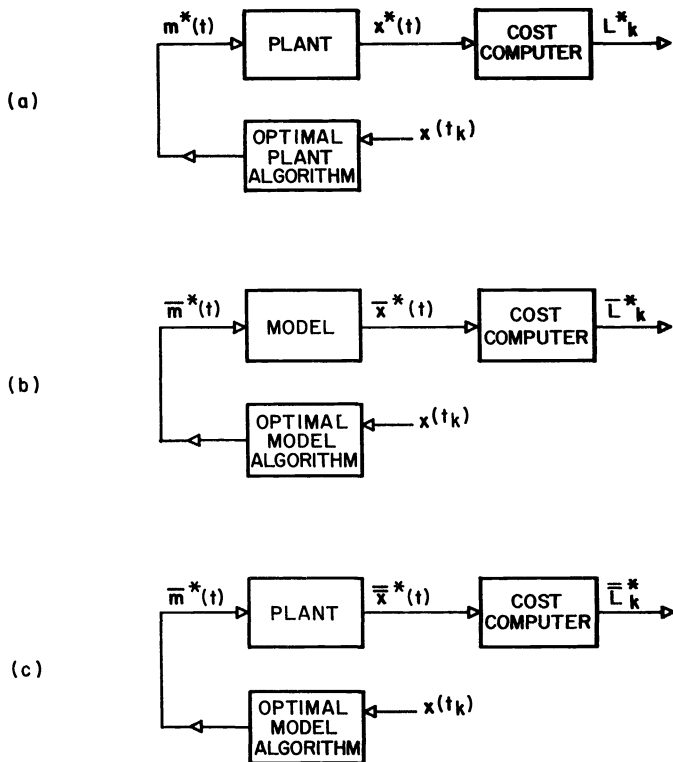 m*(t)
PLANT
x*(t)
COST
COMPUTER
L*k
(a)
OPTIMAL
PLANT
ALGORITHM
x(tk)
m̅*(t)
MODEL
x̅*(t)
COST
COMPUTER
L̅*k
(b)
OPTIMAL
MODEL
ALGORITHM
x(tk)
m̅*(t)
PLANT
x̿*(t)
COST
COMPUTER
L̿*k
(c)
OPTIMAL
MODEL
ALGORITHM
x(tk)